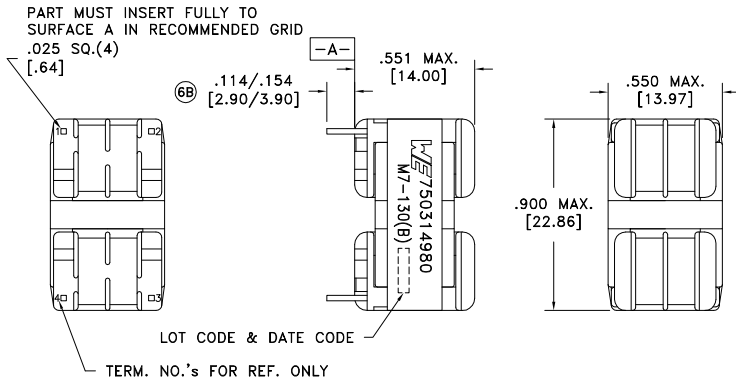 PART MUST INSERT FULLY TO
SURFACE A IN RECOMMENDED GRID
.025 SQ.(4)
[.64]
-A-
.551 MAX.
[14.00]
6B
.114/.154
[2.90/3.90]
.550 MAX.
[13.97]
1
2
WE 750314980
M7-130(B)
.900 MAX.
[22.86]
4
3
LOT CODE & DATE CODE
TERM. NO.'s FOR REF. ONLY